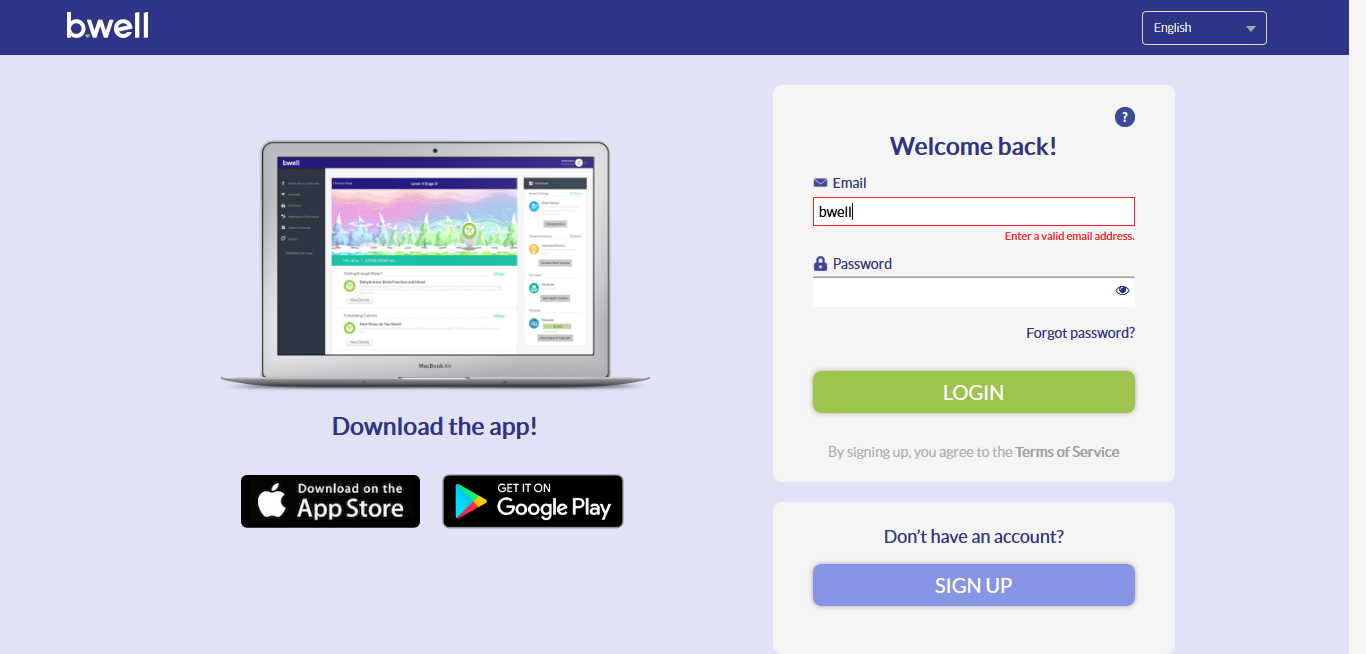 b.well
English
?
Welcome back!
Email
bwell
Enter a valid email address.
Password
Forgot password?
LOGIN
By signing up, you agree to the Terms of Service
Don't have an account?
SIGN UP
bwell
Level 4 Stage 5
Getting Enough Water?
Dehydration, Brain Function and Mood
View Details
Calculating Calories
How Many do You Need?
View Details
MacBook Air
Download the app!
Download on the
App Store
GET IT ON
Google Play